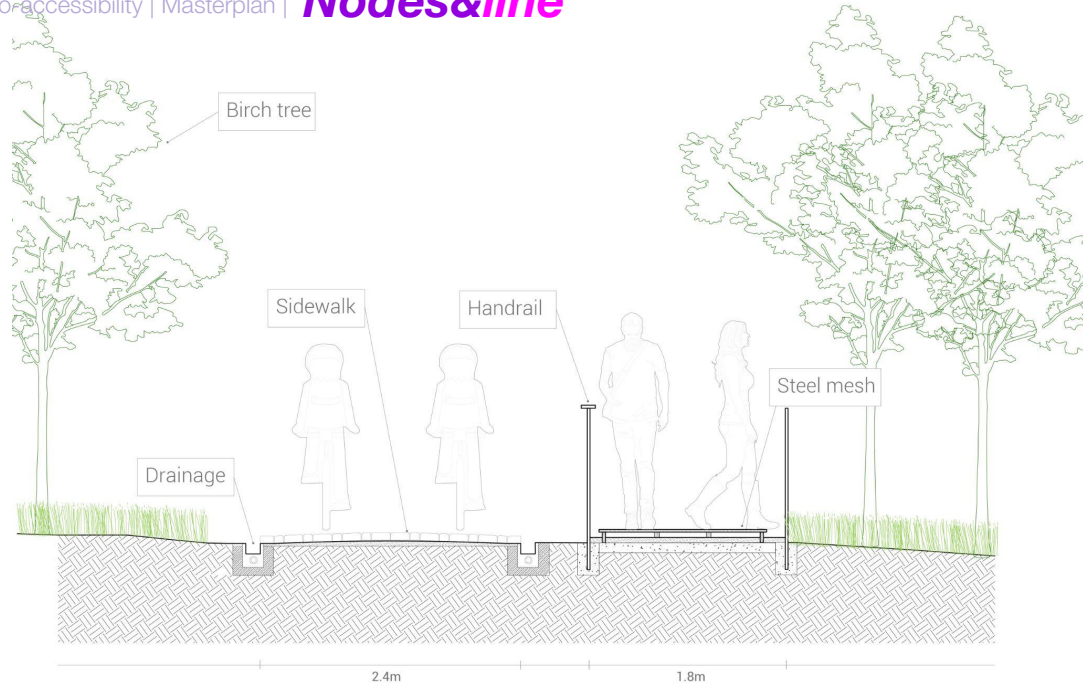 o-accessibility | Masterplan | Nodes&line
Birch tree
Sidewalk
Handrail
Steel mesh
Drainage
2.4m
1.8m